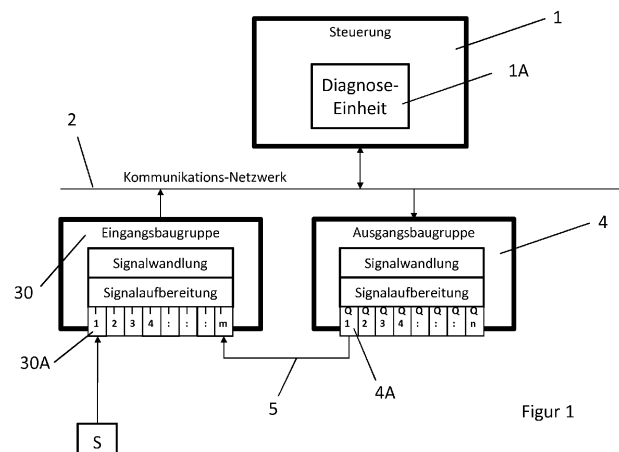 Steuerung
1
Diagnose-
Einheit
1A
2
Kommunikations-Netzwerk
Eingangsbaugruppe
Signalwandlung
Signalaufbereitung
I I I I I I I I
1 2 3 4 : : : m
30
30A
Ausgangsbaugruppe
Signalwandlung
Signalaufbereitung
Q Q Q Q Q Q Q Q
1 2 3 4 : : : n
4
4A
5
S
Figur 1